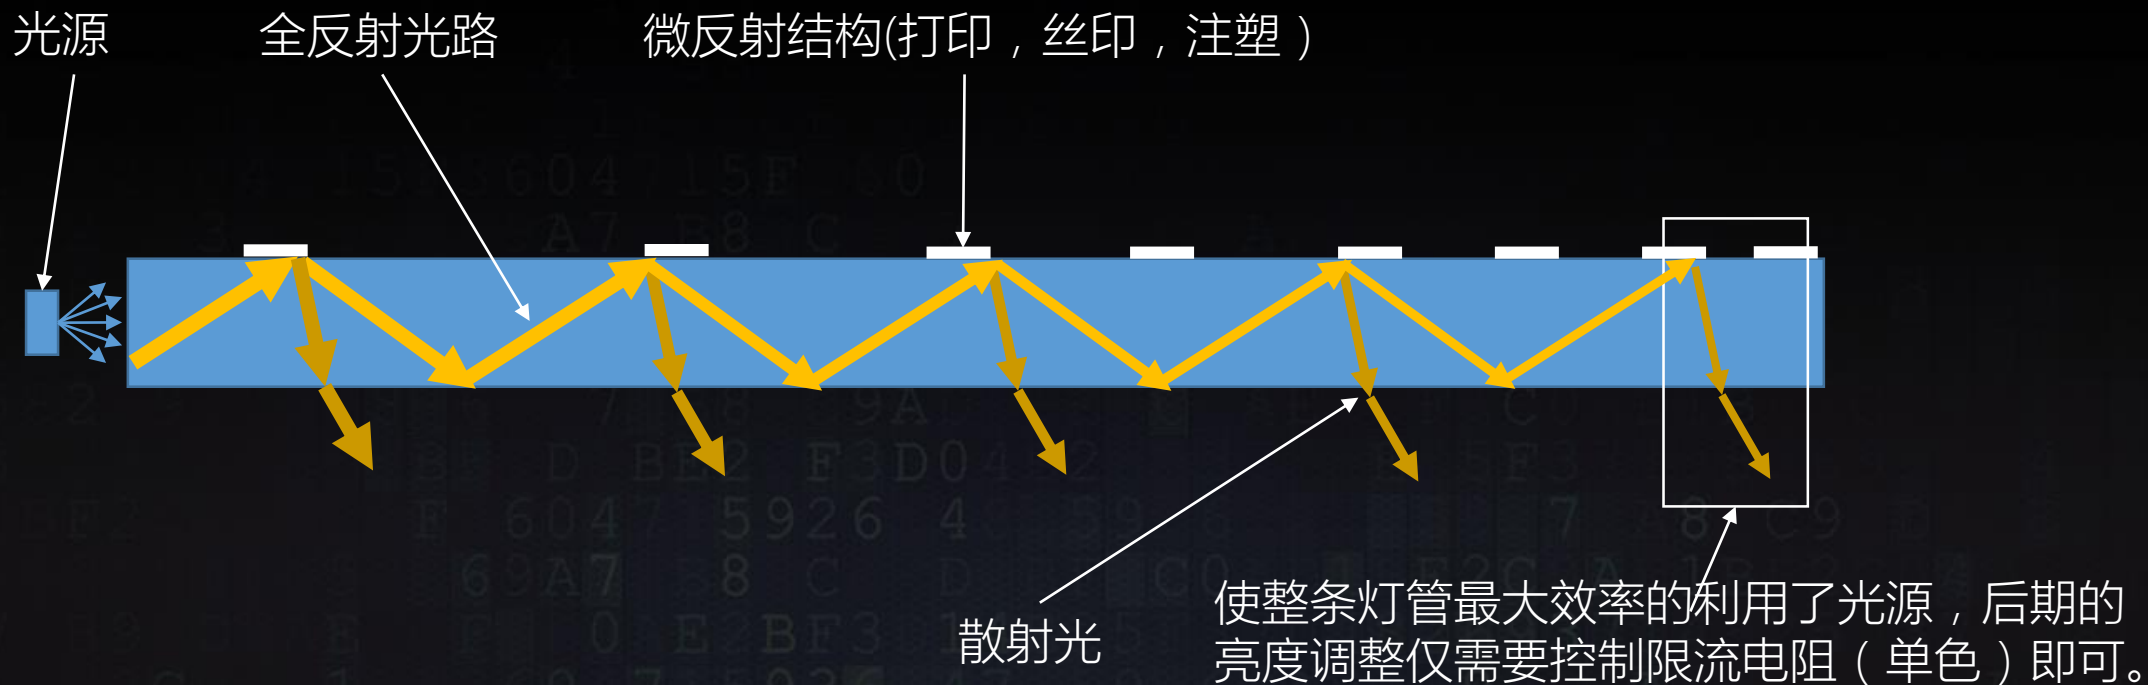 光源
全反射光路
微反射结构(打印，丝印，注塑）
散射光
使整条灯管最大效率的利用了光源，后期的
亮度调整仅需要控制限流电阻（单色）即可。